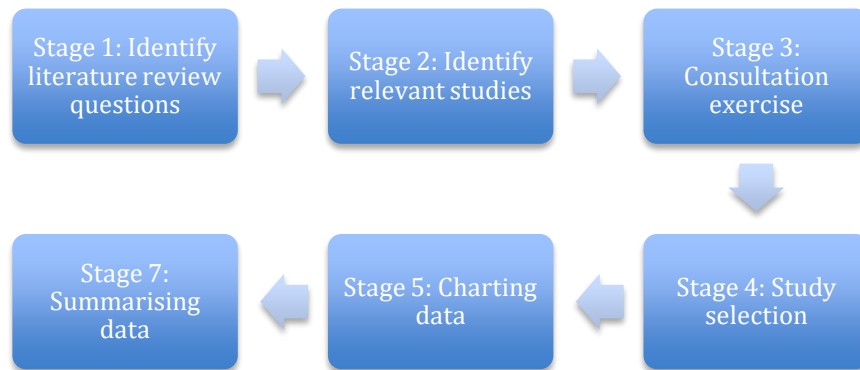 Stage 1: Identify
literature review
questions
Stage 2: Identify
relevant studies
Stage 3:
Consultation
exercise
Stage 4: Study
selection
Stage 5: Charting
data
Stage 7:
Summarising
data